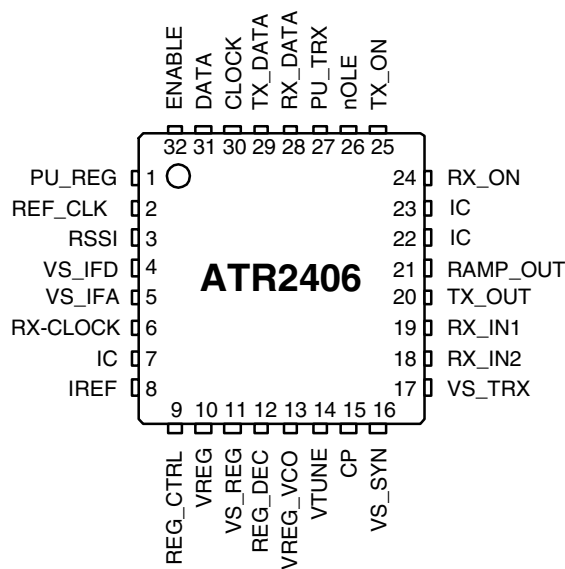 ENABLE
DATA
CLOCK
TX_DATA
RX_DATA
PU_TRX
nOLE
TX_ON
32 31 30 29 28 27 26 25
PU_REG 1
REF_CLK 2
RSSI 3
VS_IFD 4
VS_IFA 5
RX-CLOCK 6
IC 7
IREF 8
ATR2406
24 RX_ON
23 IC
22 IC
21 RAMP_OUT
20 TX_OUT
19 RX_IN1
18 RX_IN2
17 VS_TRX
9 10 11 12 13 14 15 16
REG_CTRL
VREG
VS_REG
REG_DEC
VREG_VCO
VTUNE
CP
VS_SYN